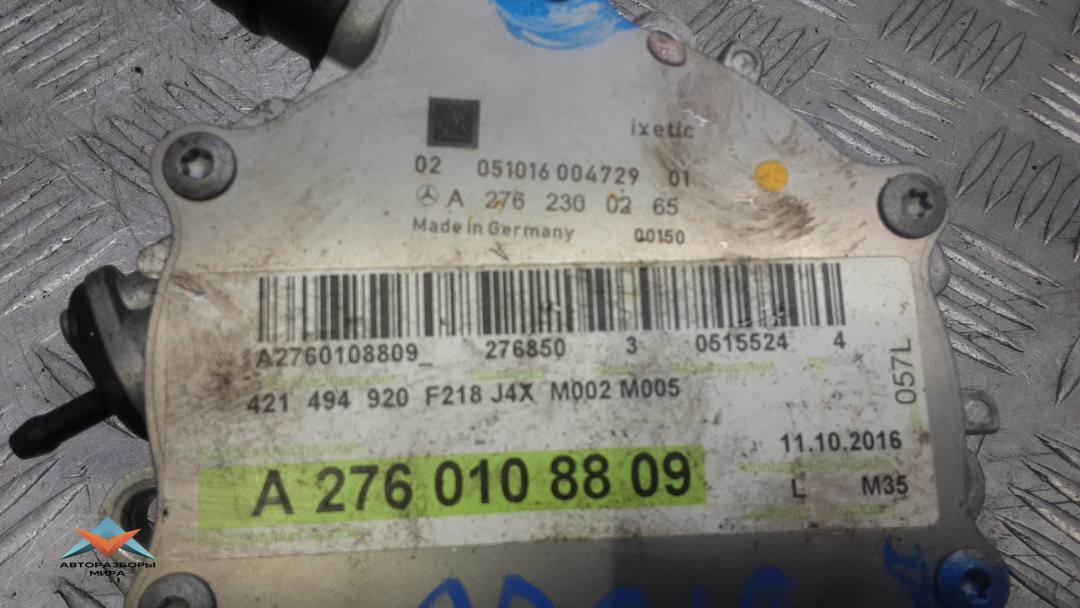 ixetic
02 051016 004729 01
A 276 230 02 65
Made in Germany 00150
A2760108809_ 276850 3 0515524 4
421 494 920 F218 J4X M002 M005
057L
11.10.2016
A 276 010 88 09
L M35
АВТОРАЗБОРЫ
МИРА